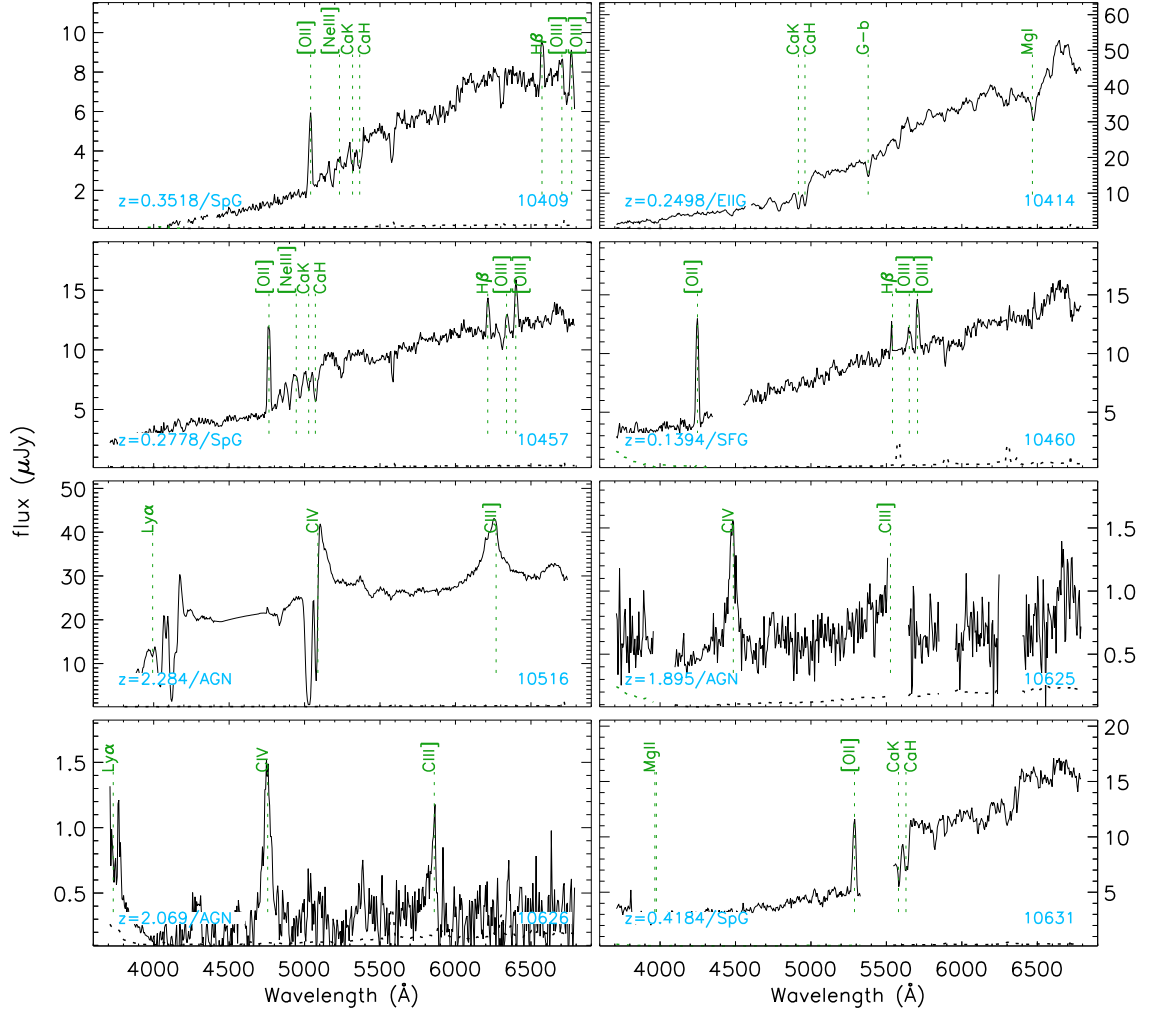 [OII] [NeIII] CaK CaH Hβ [OIII] [OIII]
10
8
6
4
2
z=0.3518/SpG 10409
CaK CaH G-b MgI
60
50
40
30
20
10
z=0.2498/EllG 10414
[OII] [NeIII] CaK CaH Hβ [OIII] [OIII]
15
10
5
z=0.2778/SpG 10457
[OII] Hβ [OIII] [OIII]
15
10
5
z=0.1394/SFG 10460
flux (μJy)
Lyα CIV CIII]
50
40
30
20
10
z=2.284/AGN 10516
CIV CIII]
1.5
1.0
0.5
z=1.895/AGN 10625
Lyα CIV CIII]
1.5
1.0
0.5
z=2.069/AGN 10626
MgII [OII] CaK CaH
20
15
10
5
z=0.4184/SpG 10631
4000 4500 5000 5500 6000 6500
Wavelength (Å)
4000 4500 5000 5500 6000 6500
Wavelength (Å)